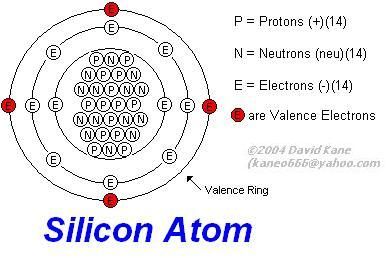 P = Protons (+)(14)
N = Neutrons (neu)(14)
E = Electrons (-)(14)
E are Valence Electrons
©2004 David Kane
(kaneo666@yahoo.com
Valence Ring
Silicon Atom
E
E
E E
P N P
N P N P
N N P N N
E E E P P P P E E E
N N P N N
P N P N
P N P
E E
E
E